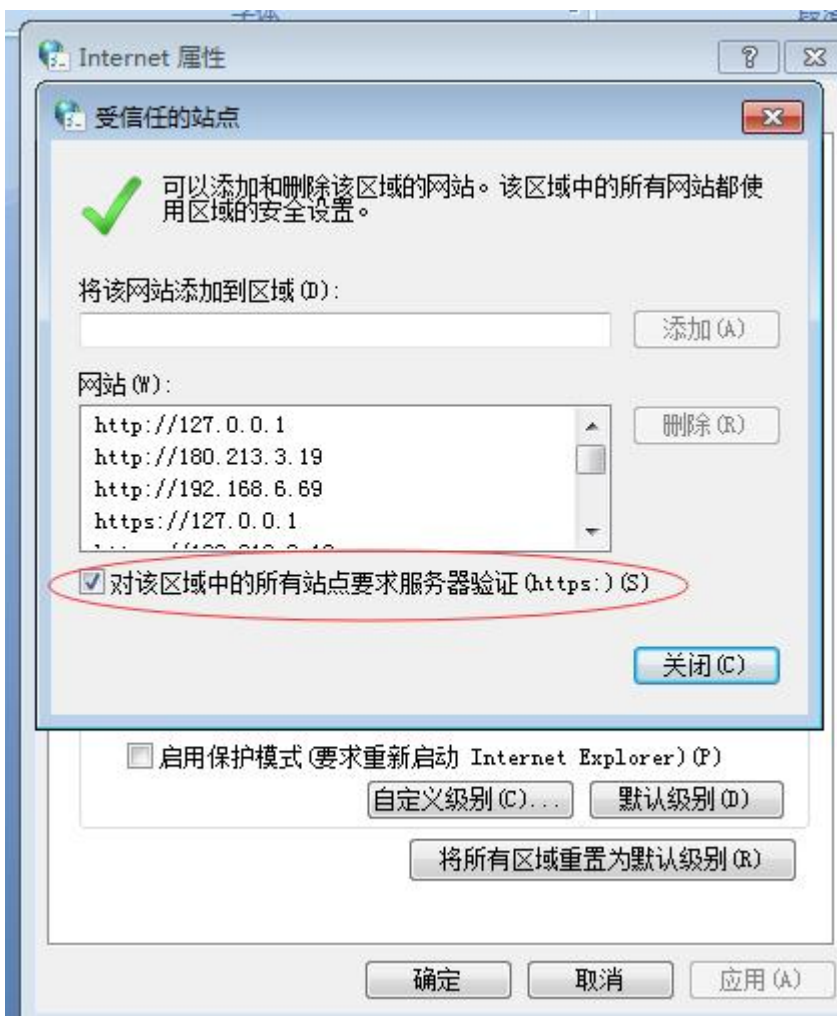 字体
Internet 属性
受信任的站点
可以添加和删除该区域的网站。该区域中的所有网站都使
用区域的安全设置。
将该网站添加到区域(D):
添加(A)
网站(W):
http://127.0.0.1
删除(R)
http://180.213.3.19
http://192.168.6.69
https://127.0.0.1
对该区域中的所有站点要求服务器验证(https:)(S)
关闭(C)
启用保护模式(要求重新启动 Internet Explorer)(P)
自定义级别(C)...
默认级别(D)
将所有区域重置为默认级别(R)
确定
取消
应用(A)